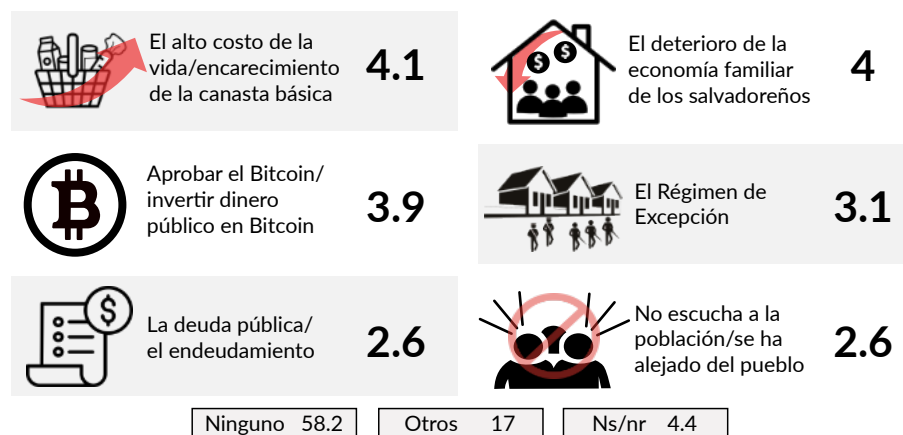 El alto costo de la
vida/encarecimiento
de la canasta básica
4.1
El deterioro de la
economía familiar
de los salvadoreños
4
Aprobar el Bitcoin/
invertir dinero
público en Bitcoin
3.9
El Régimen de
Excepción
3.1
La deuda pública/
el endeudamiento
2.6
No escucha a la
población/se ha
alejado del pueblo
2.6
Ninguno 58.2
Otros 17
Ns/nr 4.4